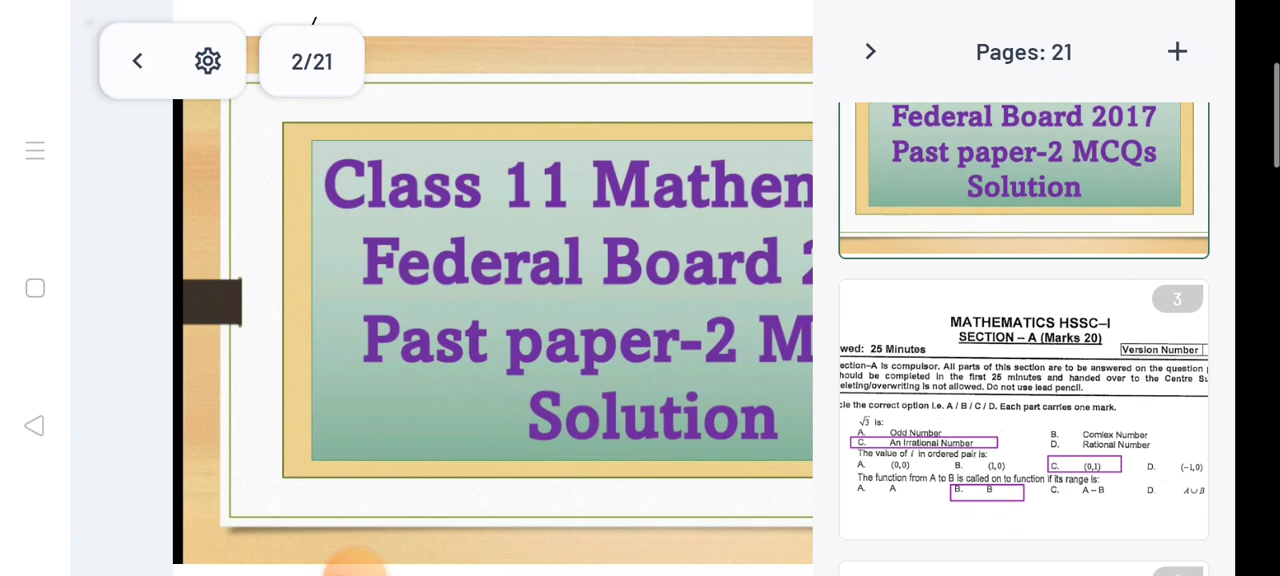 2/21
Class 11 Mathem
Federal Board 2
Past paper-2 M
Solution
Pages: 21
Federal Board 2017
Past paper-2 MCQs
Solution
3
MATHEMATICS HSSC–I
SECTION – A (Marks 20)
wed: 25 Minutes
Version Number
ection–A is compulsor. All parts of this section are to be answered on the question p
hould be completed in the first 25 minutes and handed over to the Centre Su
eleting/overwriting is not allowed. Do not use lead pencil.
cle the correct option i.e. A / B / C / D. Each part carries one mark.
√3 is:
A. Odd Number B. Comlex Number
C. An Irrational Number D. Rational Number
The value of i in ordered pair is:
A. (0,0) B. (1,0) C. (0,1) D. (−1,0)
The function from A to B is called on to function if its range is:
A. A B. B C. A – B D. A∪B